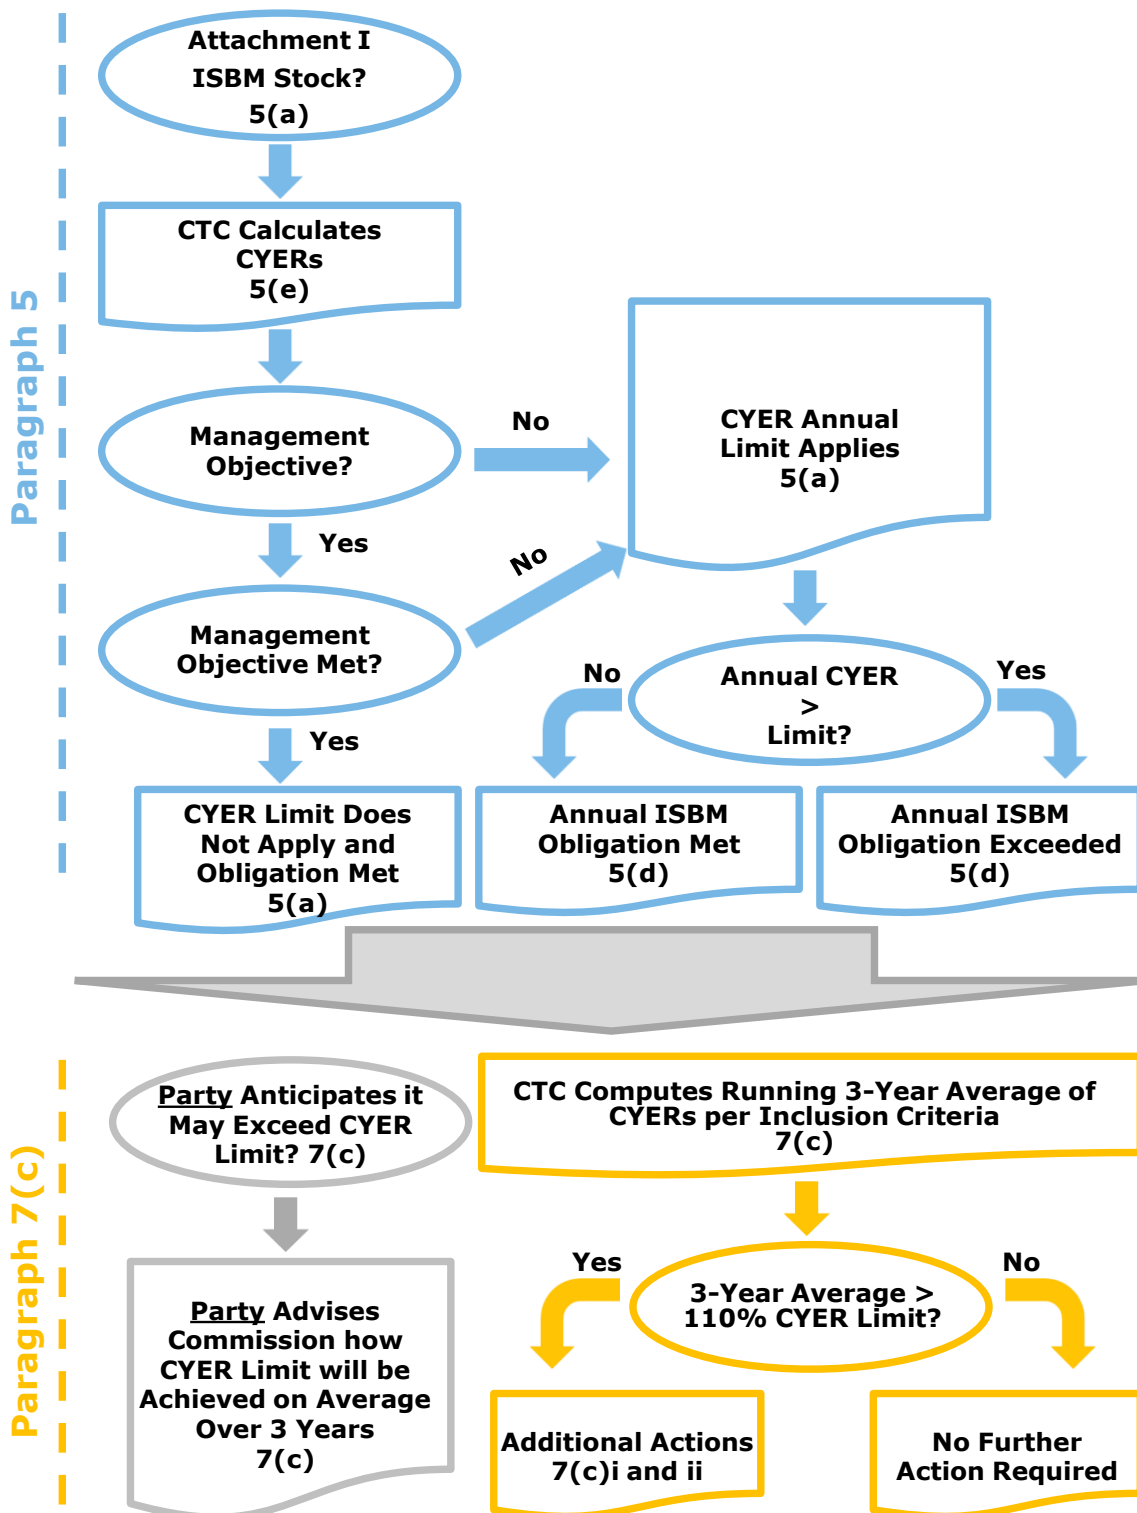 Paragraph 5
Attachment I
ISBM Stock?
5(a)
CTC Calculates
CYERs
5(e)
Management
Objective?
No
CYER Annual
Limit Applies
5(a)
Yes
No
Management
Objective Met?
Yes
No
Annual CYER
>
Limit?
Yes
CYER Limit Does
Not Apply and
Obligation Met
5(a)
Annual ISBM
Obligation Met
5(d)
Annual ISBM
Obligation Exceeded
5(d)
Paragraph 7(c)
Party Anticipates it
May Exceed CYER
Limit? 7(c)
CTC Computes Running 3-Year Average of
CYERs per Inclusion Criteria
7(c)
Party Advises
Commission how
CYER Limit will be
Achieved on Average
Over 3 Years
7(c)
Yes
3-Year Average >
110% CYER Limit?
No
Additional Actions
7(c)i and ii
No Further
Action Required